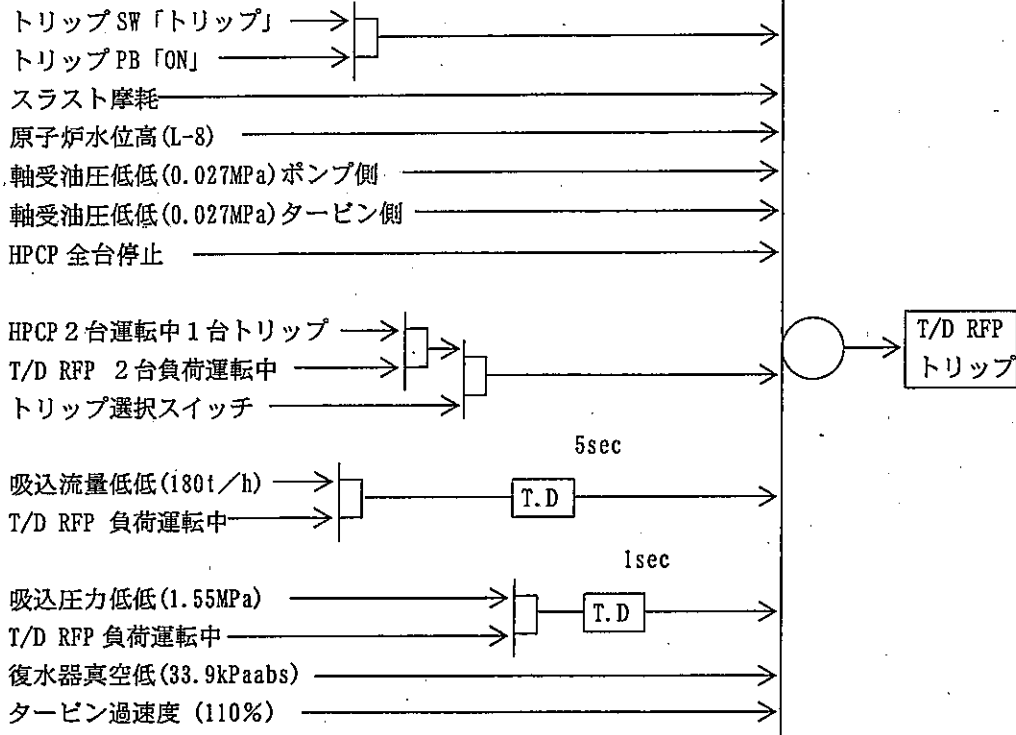 トリップSW「トリップ」
トリップPB「ON」
スラスト摩耗
原子炉水位高(L-8)
軸受油圧低低(0.027MPa)ポンプ側
軸受油圧低低(0.027MPa)タービン側
HPCP 全台停止
HPCP 2台運転中1台トリップ
T/D RFP 2台負荷運転中
トリップ選択スイッチ
T/D RFP
トリップ
5sec
吸込流量低低(180t/h)
T.D
T/D RFP 負荷運転中
1sec
吸込圧力低低(1.55MPa)
T.D
T/D RFP 負荷運転中
復水器真空低(33.9kPaabs)
タービン過速度 (110%)